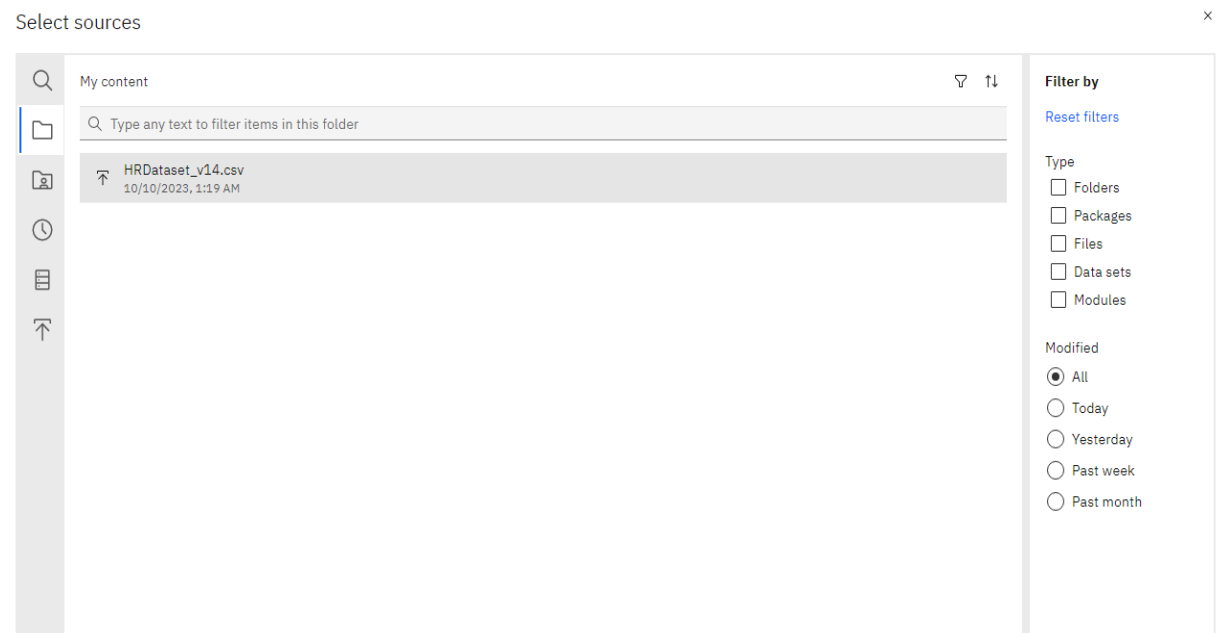 Select sources
My content
Type any text to filter items in this folder
HRDataset_v14.csv
10/10/2023, 1:19 AM
Filter by
Reset filters
Type
Folders
Packages
Files
Data sets
Modules
Modified
All
Today
Yesterday
Past week
Past month